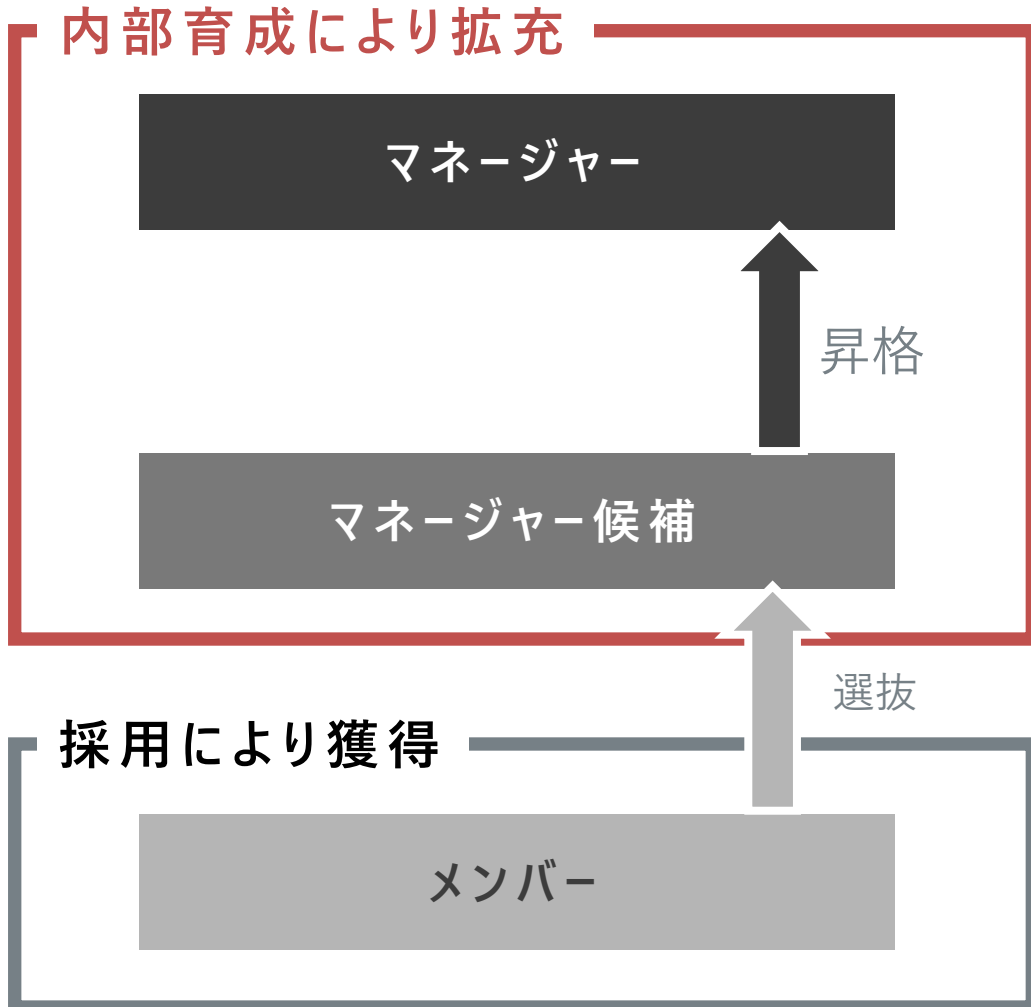 内部育成により拡充
マネージャー
昇格
マネージャー候補
選抜
採用により獲得
メンバー